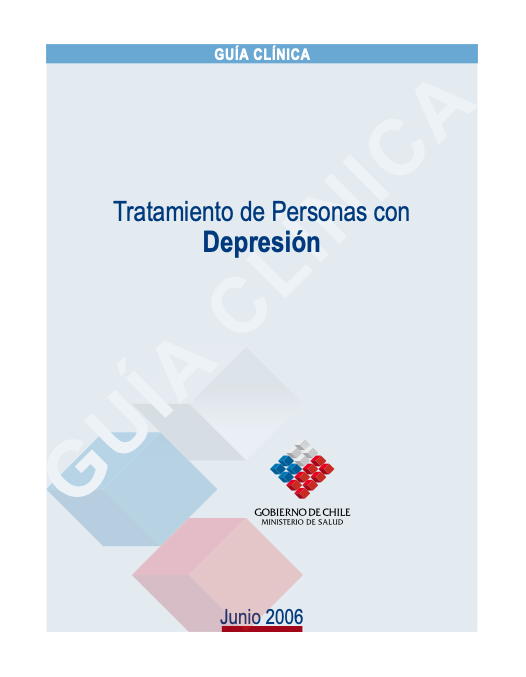 GUÍA CLÍNICA
GUÍA CLÍNICA
Tratamiento de Personas con
Depresión
GOBIERNO DE CHILE
MINISTERIO DE SALUD
Junio 2006